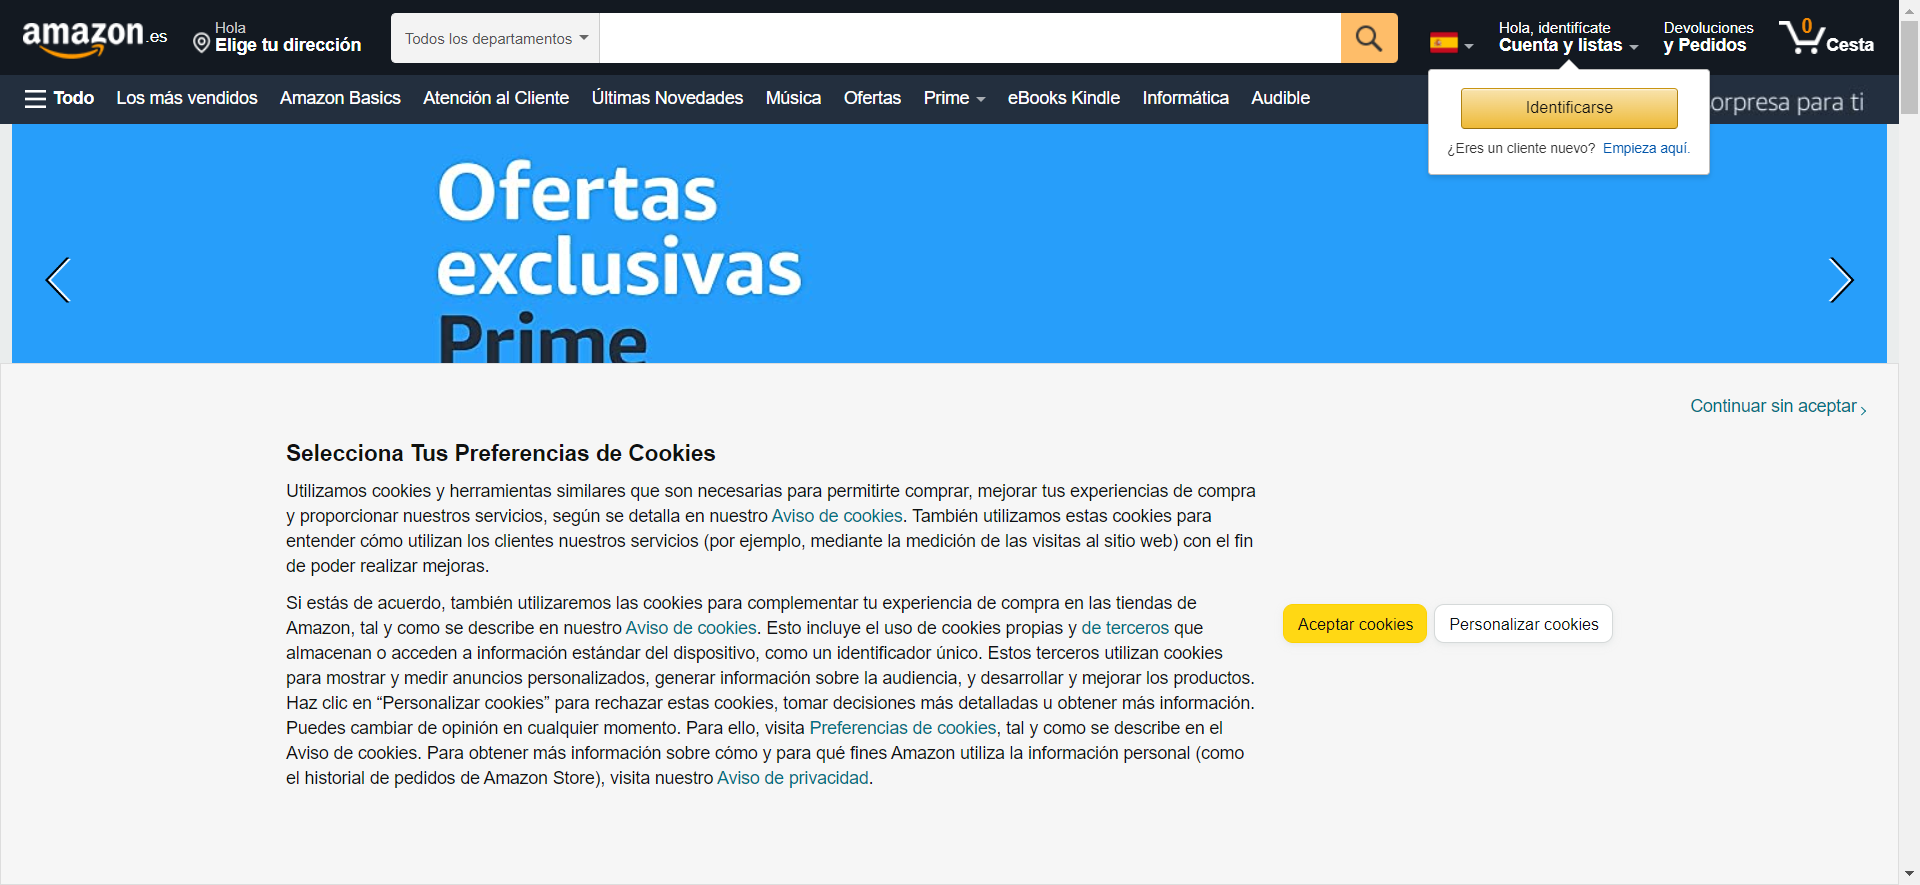 amazon.es
Hola
Elige tu dirección
Todos los departamentos
Hola, identifícate
Cuenta y listas
Devoluciones
y Pedidos
0
Cesta
Todo
Los más vendidos
Amazon Basics
Atención al Cliente
Últimas Novedades
Música
Ofertas
Prime
eBooks Kindle
Informática
Audible
orpresa para ti
Identificarse
¿Eres un cliente nuevo? Empieza aquí.
Ofertas
exclusivas
Prime
Continuar sin aceptar
Selecciona Tus Preferencias de Cookies
Utilizamos cookies y herramientas similares que son necesarias para permitirte comprar, mejorar tus experiencias de compra
y proporcionar nuestros servicios, según se detalla en nuestro Aviso de cookies. También utilizamos estas cookies para
entender cómo utilizan los clientes nuestros servicios (por ejemplo, mediante la medición de las visitas al sitio web) con el fin
de poder realizar mejoras.
Si estás de acuerdo, también utilizaremos las cookies para complementar tu experiencia de compra en las tiendas de
Amazon, tal y como se describe en nuestro Aviso de cookies. Esto incluye el uso de cookies propias y de terceros que
almacenan o acceden a información estándar del dispositivo, como un identificador único. Estos terceros utilizan cookies
para mostrar y medir anuncios personalizados, generar información sobre la audiencia, y desarrollar y mejorar los productos.
Haz clic en “Personalizar cookies” para rechazar estas cookies, tomar decisiones más detalladas u obtener más información.
Puedes cambiar de opinión en cualquier momento. Para ello, visita Preferencias de cookies, tal y como se describe en el
Aviso de cookies. Para obtener más información sobre cómo y para qué fines Amazon utiliza la información personal (como
el historial de pedidos de Amazon Store), visita nuestro Aviso de privacidad.
Aceptar cookies
Personalizar cookies